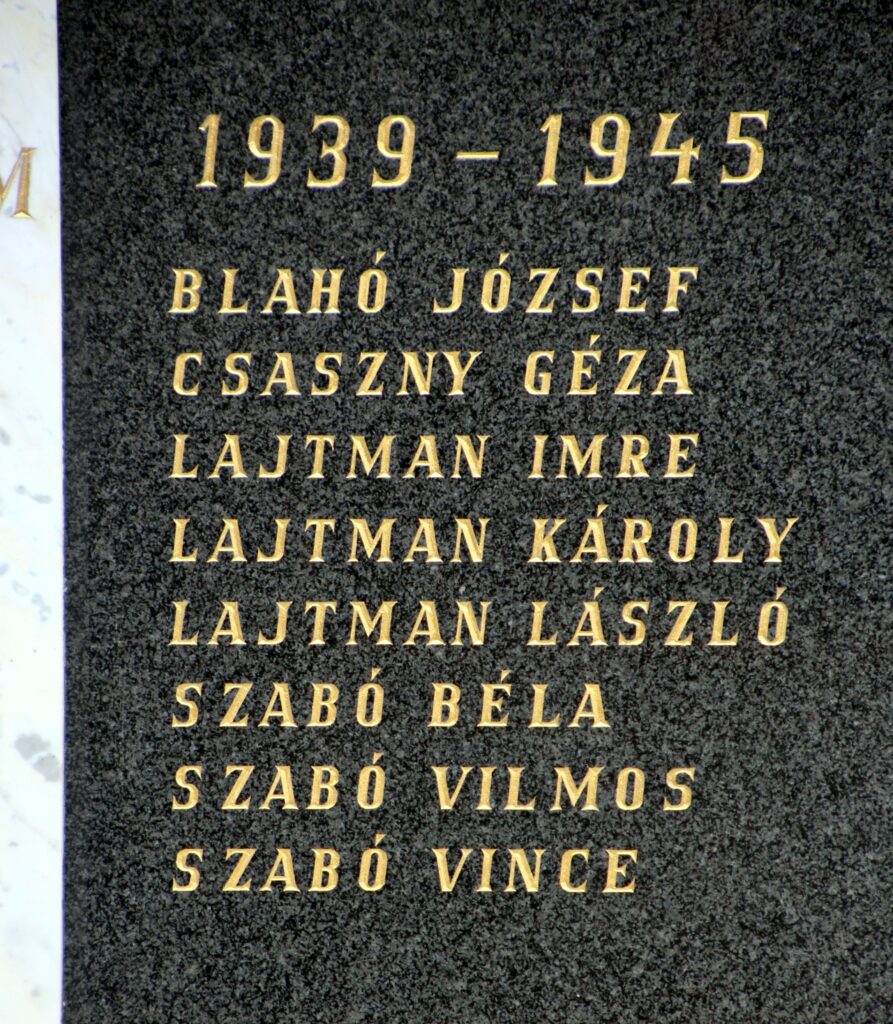 1939 – 1945
BLAHÓ JÓZSEF
CSASZNY GÉZA
LAJTMAN IMRE
LAJTMAN KÁROLY
LAJTMAN LÁSZLÓ
SZABÓ BÉLA
SZABÓ VILMOS
SZABÓ VINCE